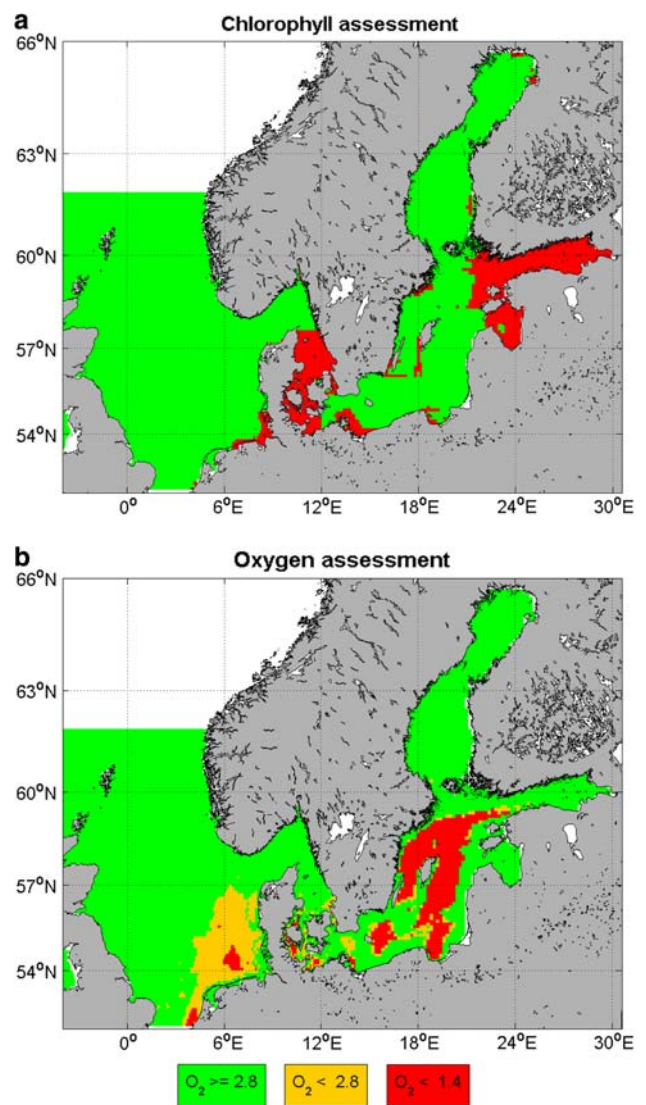 a
Chlorophyll assessment
66°N
63°N
60°N
57°N
54°N
0° 6°E 12°E 18°E 24°E 30°E
b
Oxygen assessment
66°N
63°N
60°N
57°N
54°N
0° 6°E 12°E 18°E 24°E 30°E
O₂ >= 2.8 O₂ < 2.8 O₂ < 1.4